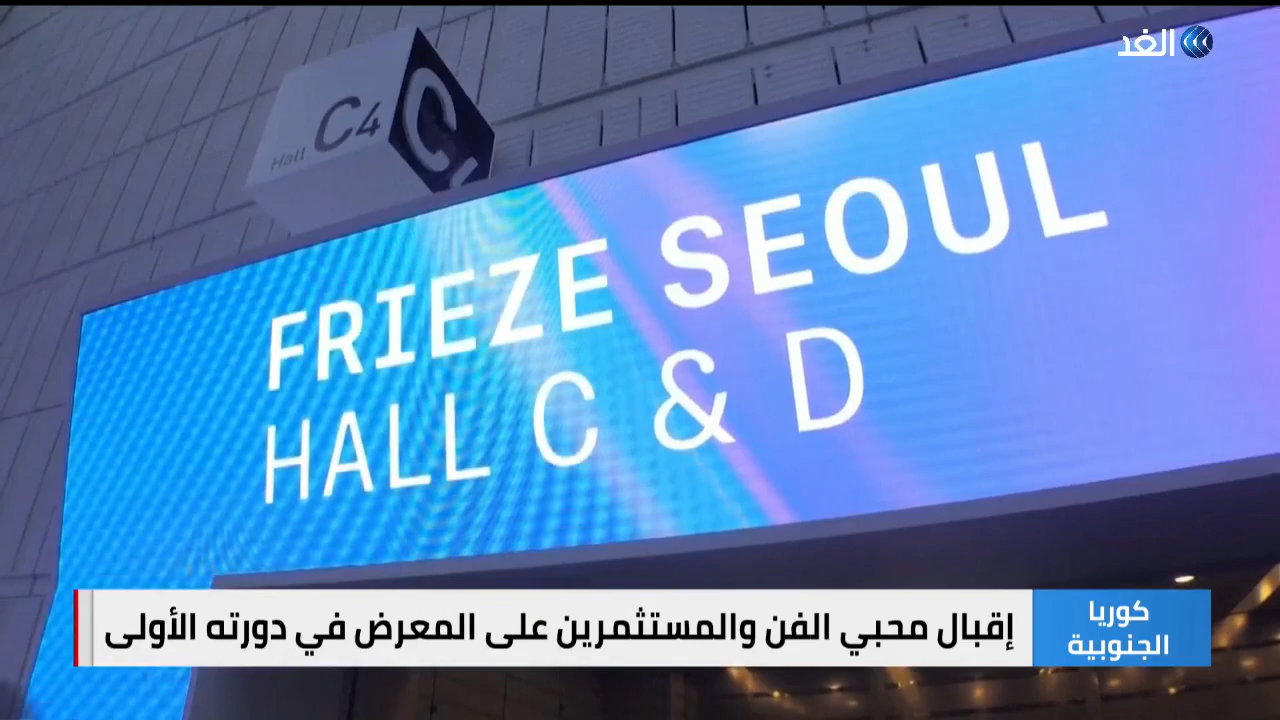 الغد
Hall C4
FRIEZE SEOUL
HALL C & D
كوريا
الجنوبية
إقبال محبي الفن والمستثمرين على المعرض في دورته الأولى